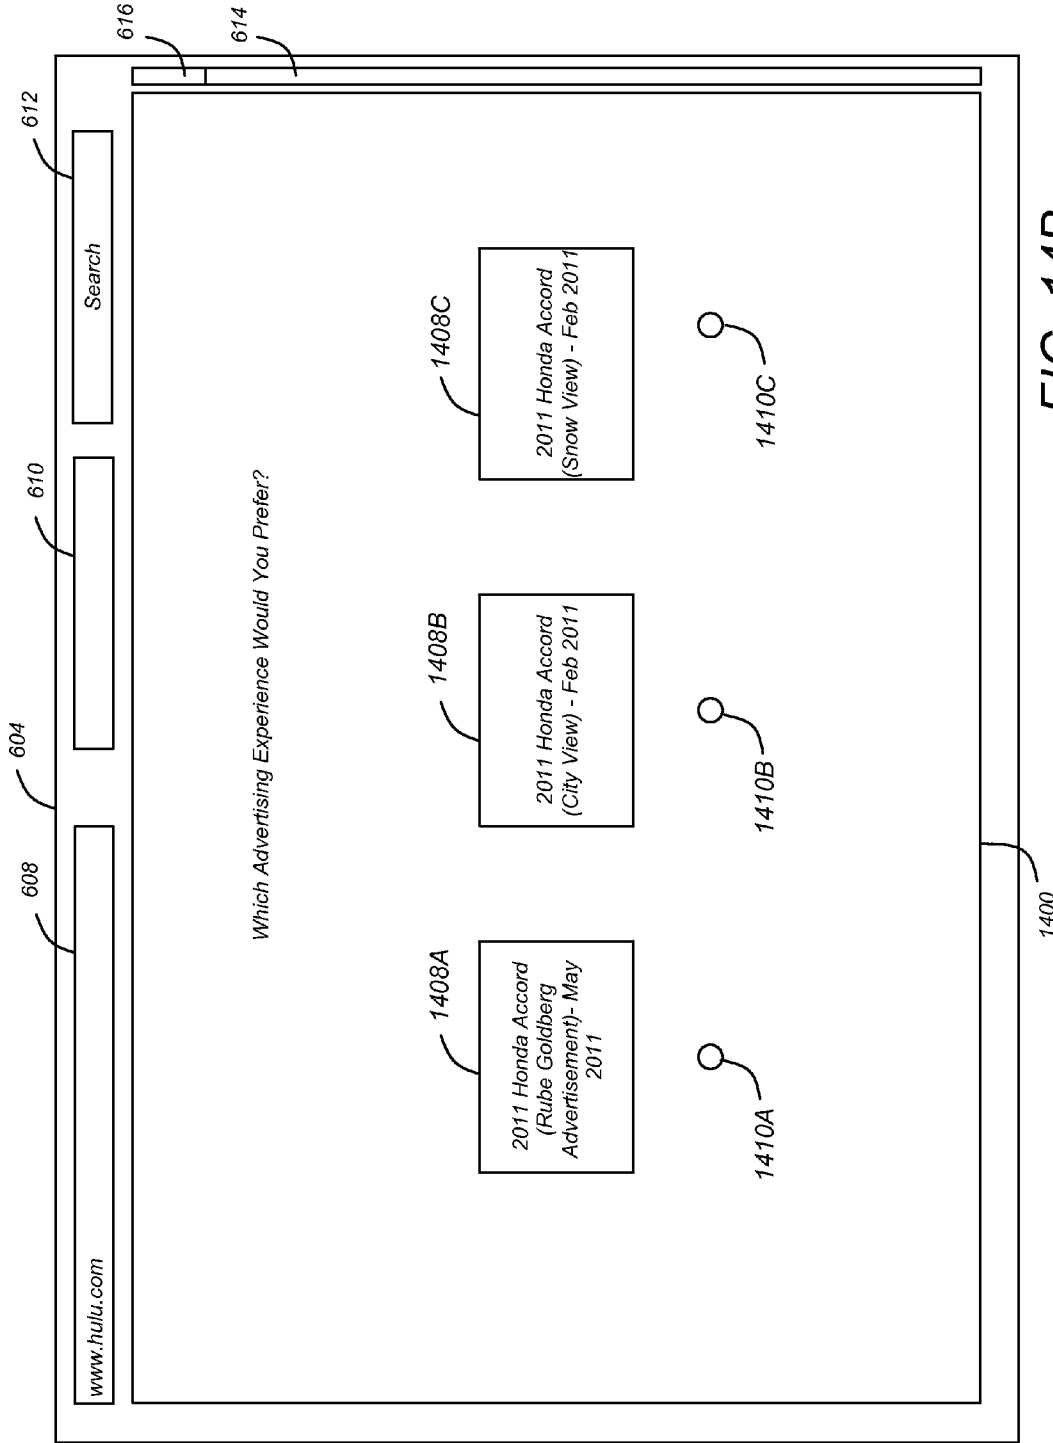 604
608
610
612
616
614
www.hulu.com
Search
Which Advertising Experience Would You Prefer?
1408A
1408B
1408C
2011 Honda Accord
(Rube Goldberg
Advertisement)- May
2011
2011 Honda Accord
(City View) - Feb 2011
2011 Honda Accord
(Snow View) - Feb 2011
1410A
1410B
1410C
1400